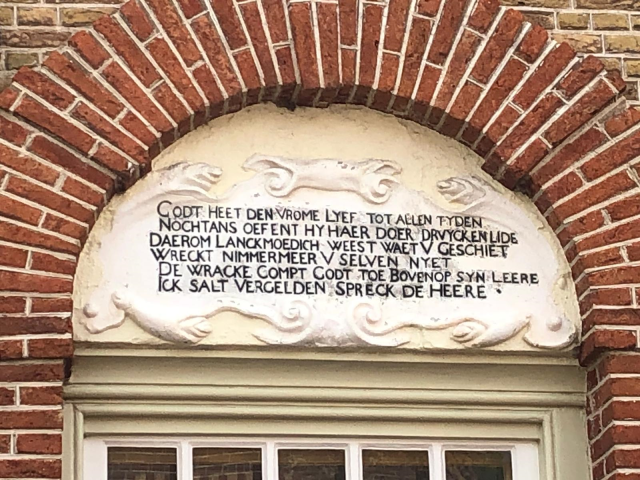 GODT HEET DEN VROME LYEF TOT ALLEN TYDEN
NOCHTANS OEFENT HY HAER DOER DRVYCKEN LIDE
DAEROM LANCKMOEDICH WEEST WAET V GESCHIET
WRECKT NIMMERMEER V SELVEN NYET
DE WRACKE COMPT GODT TOE BOVENOP SYN LEERE
ICK SALT VERGELDEN SPRECK DE HEERE